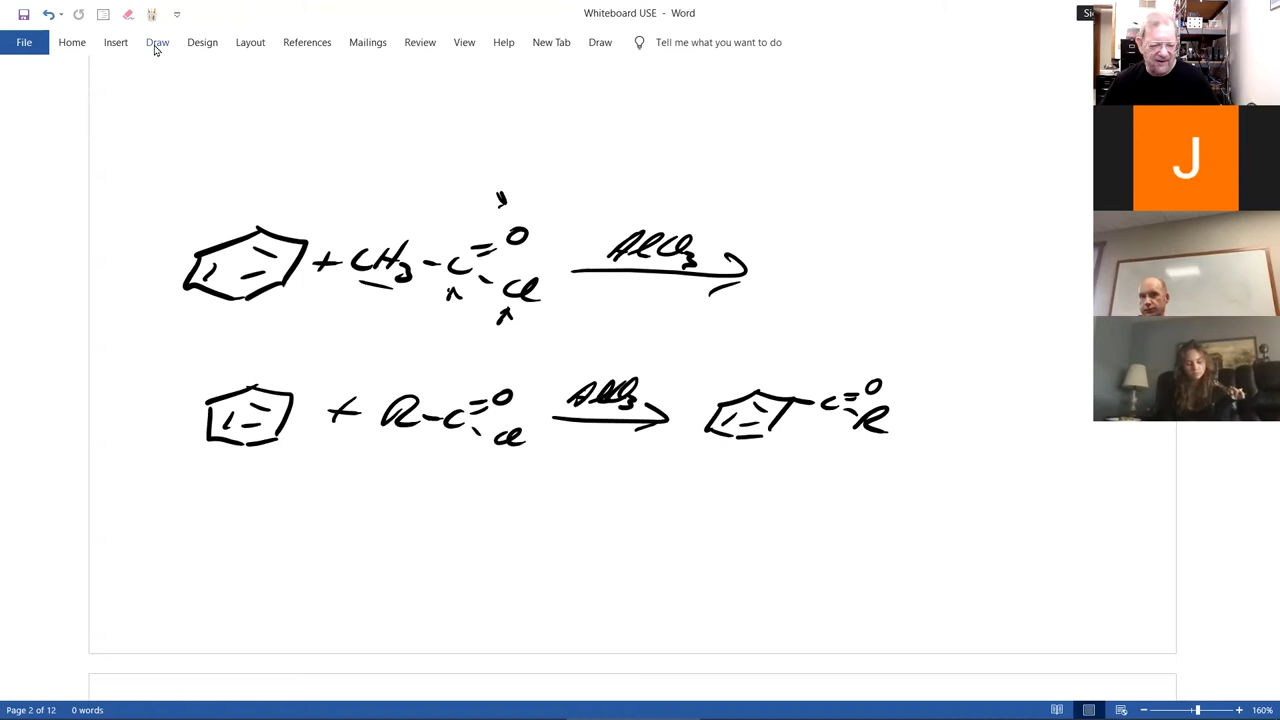 Whiteboard USE - Word
Si
File Home Insert Draw Design Layout References Mailings Review View Help New Tab Draw Tell me what you want to do
J
+ CH3 - C = O Cl AlCl3
+ R - C = O Cl AlCl3 C = O R
Page 2 of 12 0 words 160%